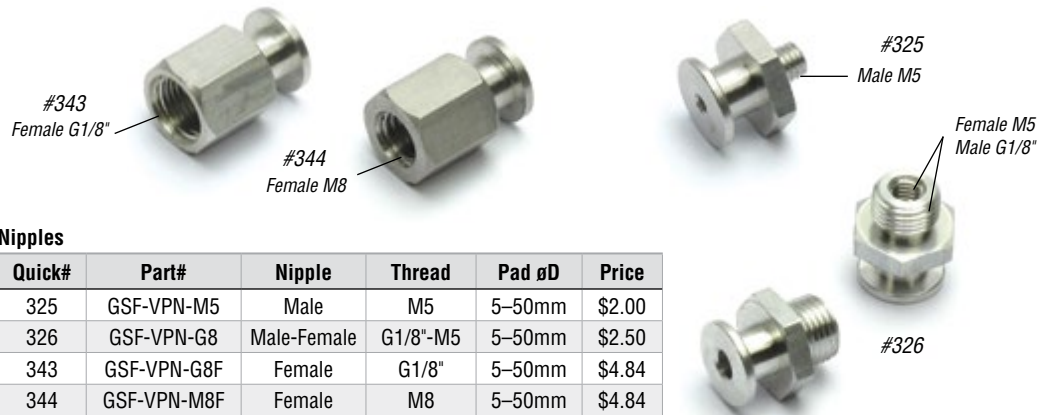 #343
Female G1/8"
#344
Female M8
#325
Male M5
Female M5
Male G1/8"
#326
Nipples
Quick# Part# Nipple Thread Pad øD Price
325 GSF-VPN-M5 Male M5 5–50mm $2.00
326 GSF-VPN-G8 Male-Female G1/8"-M5 5–50mm $2.50
343 GSF-VPN-G8F Female G1/8" 5–50mm $4.84
344 GSF-VPN-M8F Female M8 5–50mm $4.84